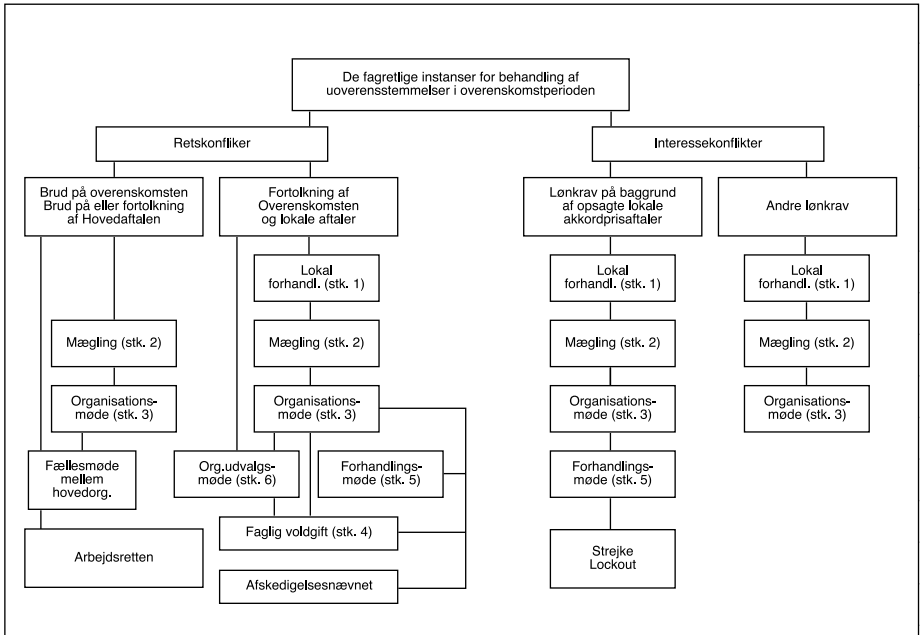 De fagretlige instanser for behandling af
uoverensstemmelser i overenskomstperioden
Retskonfliker
Interessekonflikter
Brud på overenskomsten
Brud på eller fortolkning
af Hovedaftalen
Fortolkning af
Overenskomsten
og lokale aftaler
Lønkrav på baggrund
af opsagte lokale
akkordprisaftaler
Andre lønkrav
Lokal
forhandl. (stk. 1)
Lokal
forhandl. (stk. 1)
Lokal
forhandl. (stk. 1)
Mægling (stk. 2)
Mægling (stk. 2)
Mægling (stk. 2)
Mægling (stk. 2)
Organisations-
møde (stk. 3)
Organisations-
møde (stk. 3)
Organisations-
møde (stk. 3)
Organisations-
møde (stk. 3)
Fællesmøde
mellem
hovedorg.
Org.udvalgs-
møde (stk. 6)
Forhandlings-
møde (stk. 5)
Forhandlings-
møde (stk. 5)
Faglig voldgift (stk. 4)
Arbejdsretten
Strejke
Lockout
Afskedigelsesnævnet